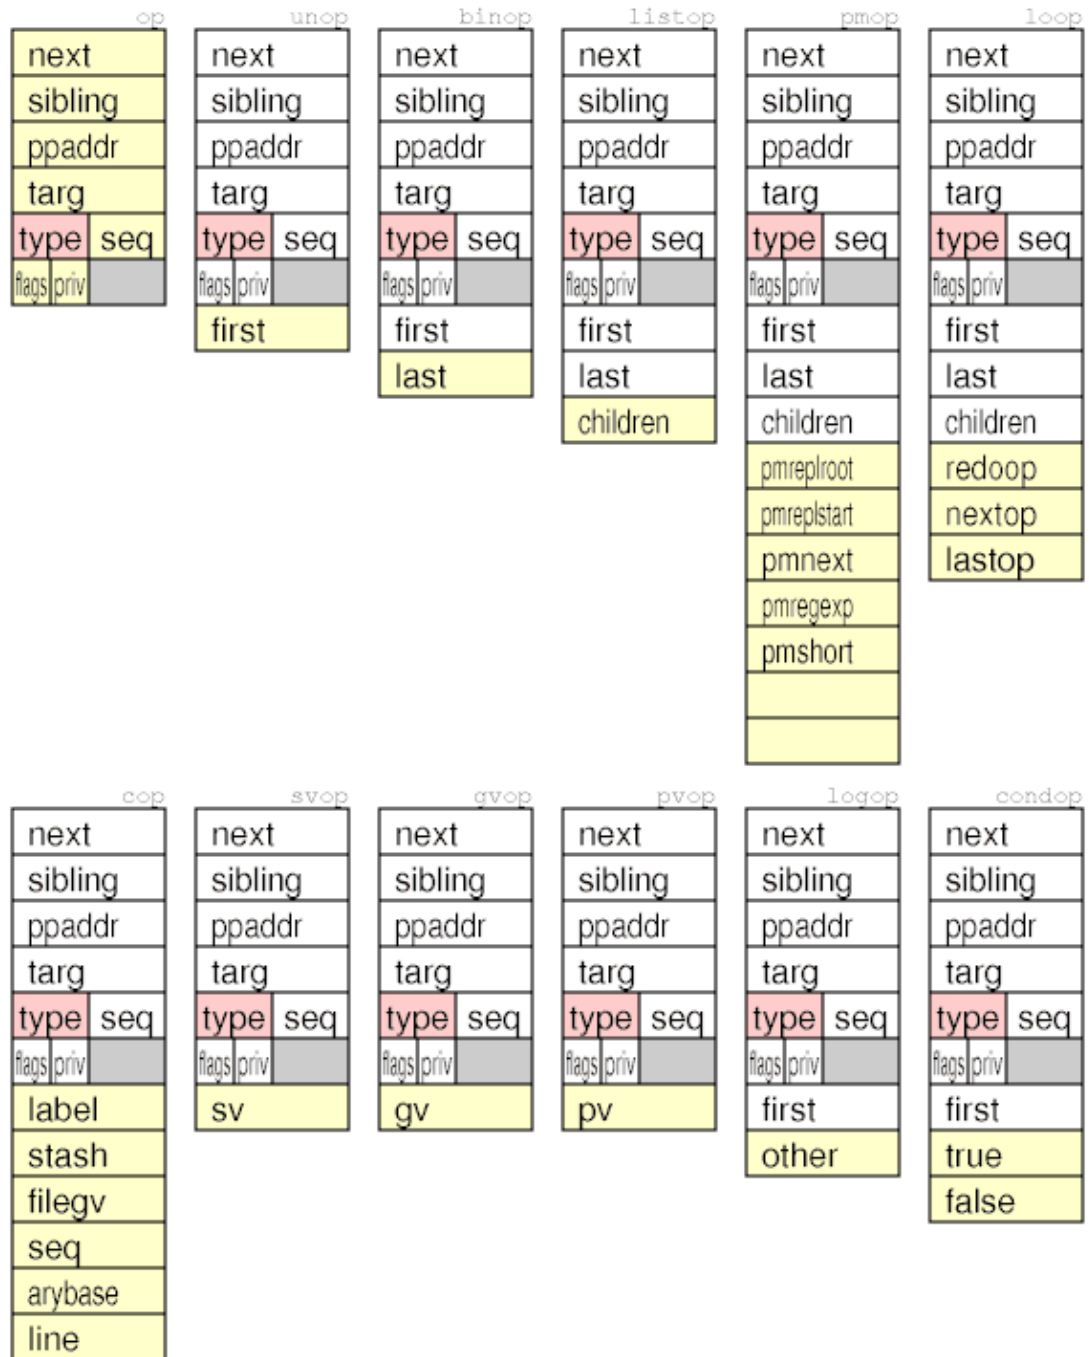 op unop binop listop pmop loop
next next next next next next
sibling sibling sibling sibling sibling sibling
ppaddr ppaddr ppaddr ppaddr ppaddr ppaddr
targ targ targ targ targ targ
type seq type seq type seq type seq type seq type seq
flags priv flags priv flags priv flags priv flags priv flags priv
first first first first first
last last last last
children children children
pmreplroot redoop
pmreplstart nextop
pmnext lastop
pmregexp
pmshort
cop svop gvop pvop logop condop
next next next next next next
sibling sibling sibling sibling sibling sibling
ppaddr ppaddr ppaddr ppaddr ppaddr ppaddr
targ targ targ targ targ targ
type seq type seq type seq type seq type seq type seq
flags priv flags priv flags priv flags priv flags priv flags priv
label sv gv pv first first
stash other true
filegv false
seq
arybase
line